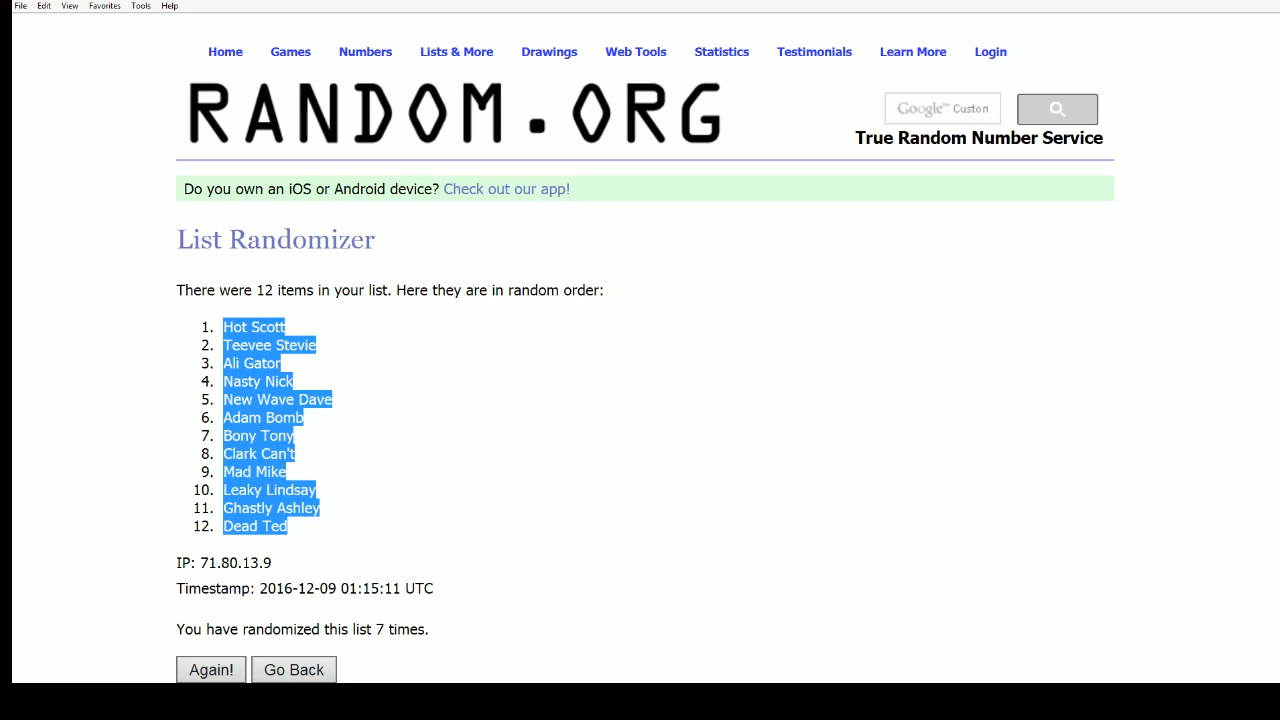 File Edit View Favorites Tools Help
Home Games Numbers Lists & More Drawings Web Tools Statistics Testimonials Learn More Login
RANDOM.ORG
Google™ Custom
True Random Number Service
Do you own an iOS or Android device? Check out our app!
List Randomizer
There were 12 items in your list. Here they are in random order:
1. Hot Scott
2. Teevee Stevie
3. Ali Gator
4. Nasty Nick
5. New Wave Dave
6. Adam Bomb
7. Bony Tony
8. Clark Can't
9. Mad Mike
10. Leaky Lindsay
11. Ghastly Ashley
12. Dead Ted
IP: 71.80.13.9
Timestamp: 2016-12-09 01:15:11 UTC
You have randomized this list 7 times.
Again! Go Back